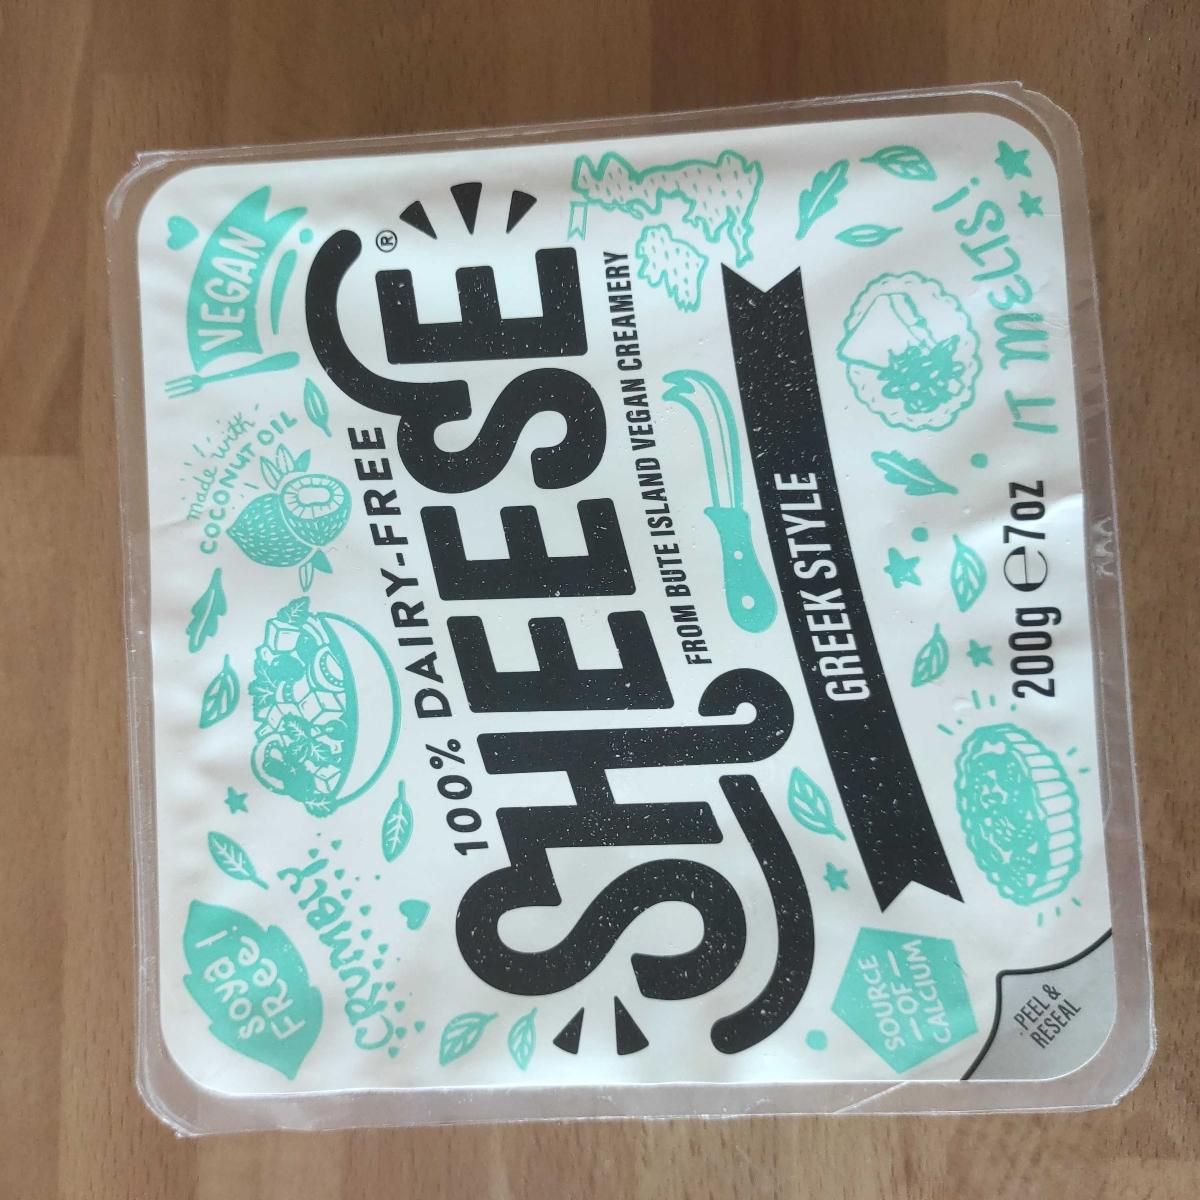 Soya!
FRee
CRUMBLY
made with
COCONUT OIL
VEGAN
100% DAIRY-FREE
SHEESE®
FROM BUTE ISLAND VEGAN CREAMERY
GREEK STYLE
SOURCE
— OF —
CALCIUM
PEEL &
RESEAL
200g ℮ 7oz
IT MELTS!